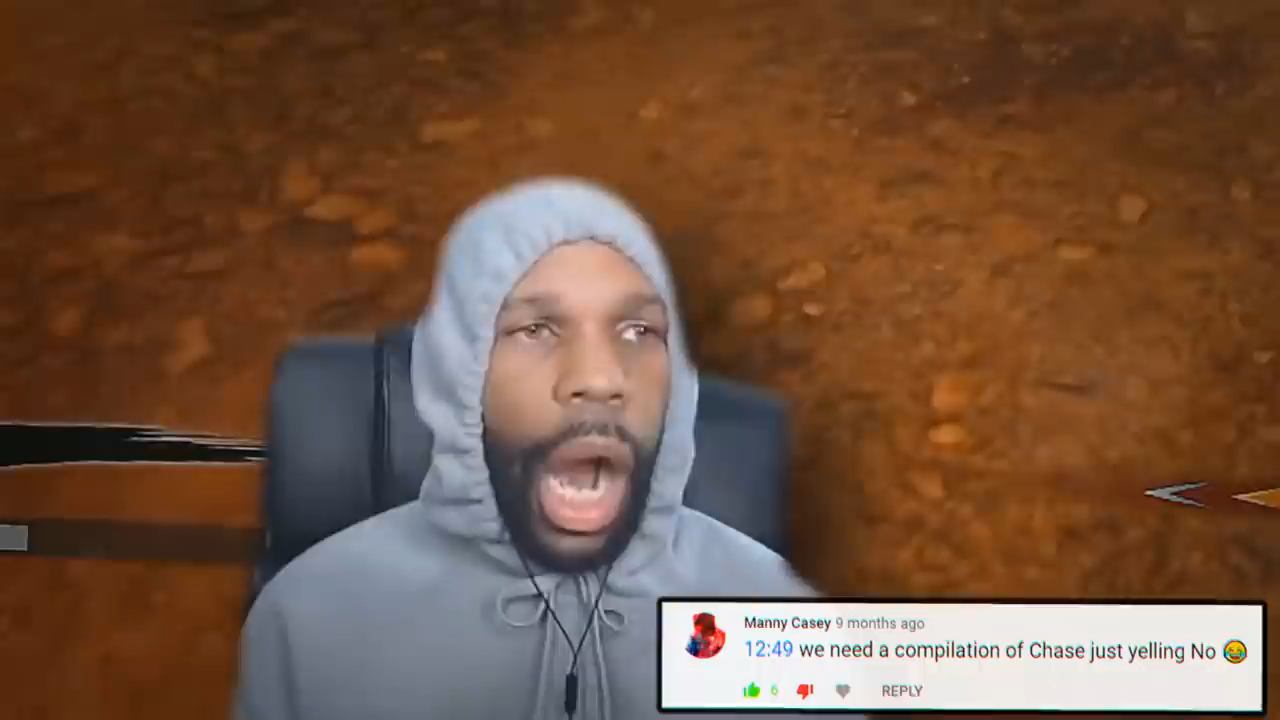 Manny Casey 9 months ago
12:49 we need a compilation of Chase just yelling No 😂
6
REPLY